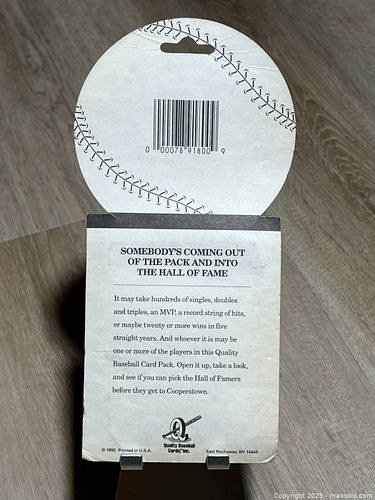 0 00078 91800 9
SOMEBODY'S COMING OUT
OF THE PACK AND INTO
THE HALL OF FAME
It may take hundreds of singles, doubles
and triples, an MVP, a record string of hits,
or maybe twenty or more wins in five
straight years. And whoever it is may be
one or more of the players in this Quality
Baseball Card Pack. Open it up, take a look,
and see if you can pick the Hall of Famers
before they get to Cooperstown.
Quality Baseball
Cards, Inc.
© 1992 Printed in U.S.A.
East Rochester, NY 14445
Copyright 2025 - maxsold.com